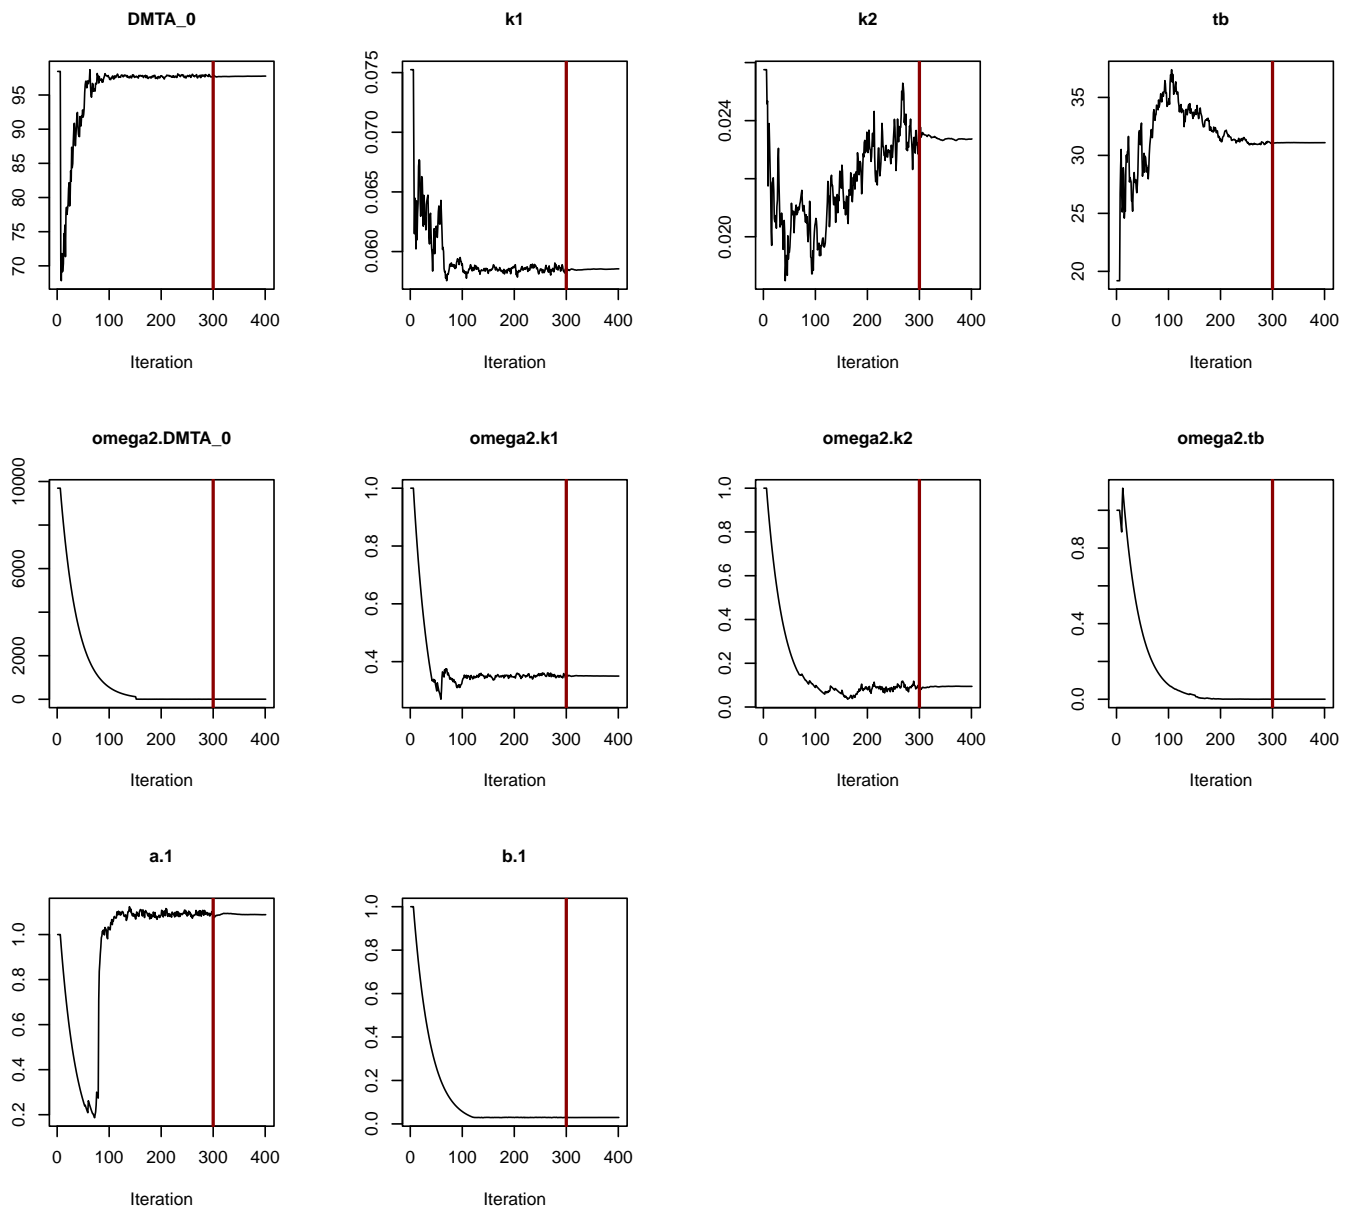 DMTA_0 k1 k2 tb
95 90 85 80 75 70
0.075 0.070 0.065 0.060
0.024 0.020
35 30 25 20
0 100 200 300 400 0 100 200 300 400 0 100 200 300 400 0 100 200 300 400
Iteration Iteration Iteration Iteration
omega2.DMTA_0 omega2.k1 omega2.k2 omega2.tb
10000 6000 2000 0
1.0 0.8 0.6 0.4
1.0 0.8 0.6 0.4 0.2 0.0
0.8 0.4 0.0
0 100 200 300 400 0 100 200 300 400 0 100 200 300 400 0 100 200 300 400
Iteration Iteration Iteration Iteration
a.1 b.1
1.0 0.8 0.6 0.4 0.2
1.0 0.8 0.6 0.4 0.2 0.0
0 100 200 300 400 0 100 200 300 400
Iteration Iteration